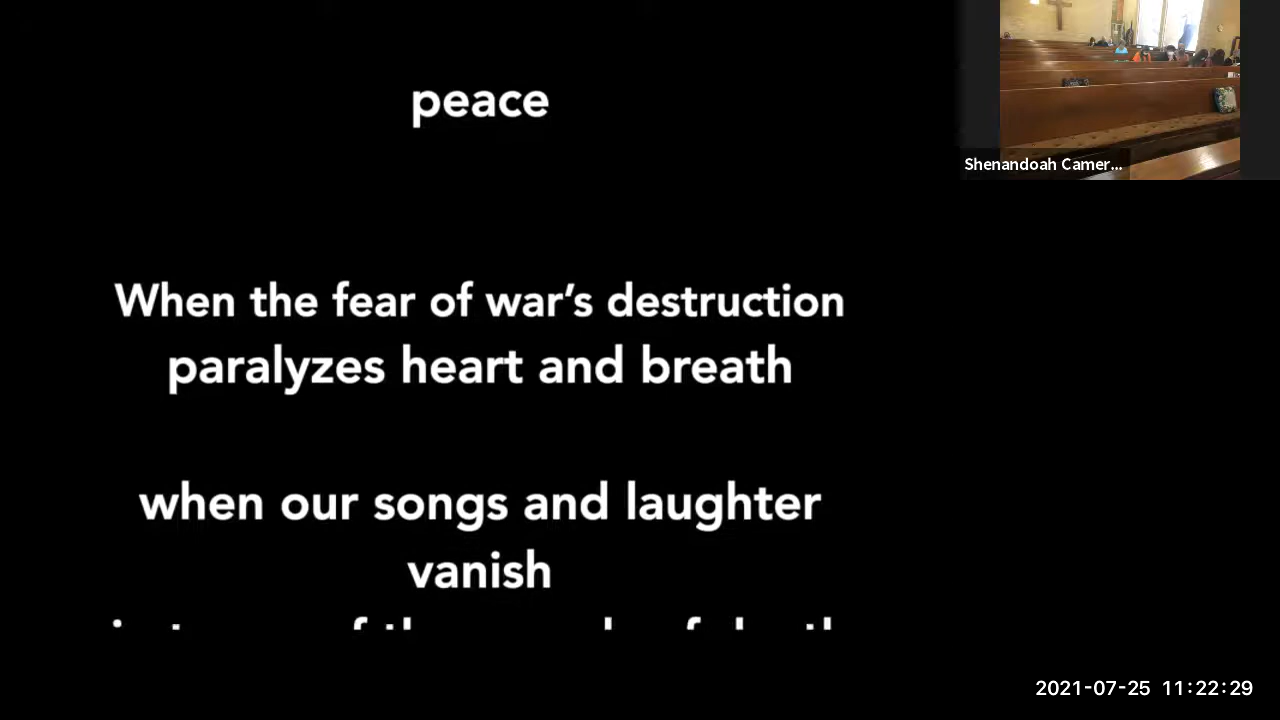 peace
When the fear of war’s destruction
paralyzes heart and breath
when our songs and laughter
vanish
Shenandoah Camer...
2021-07-25 11:22:29